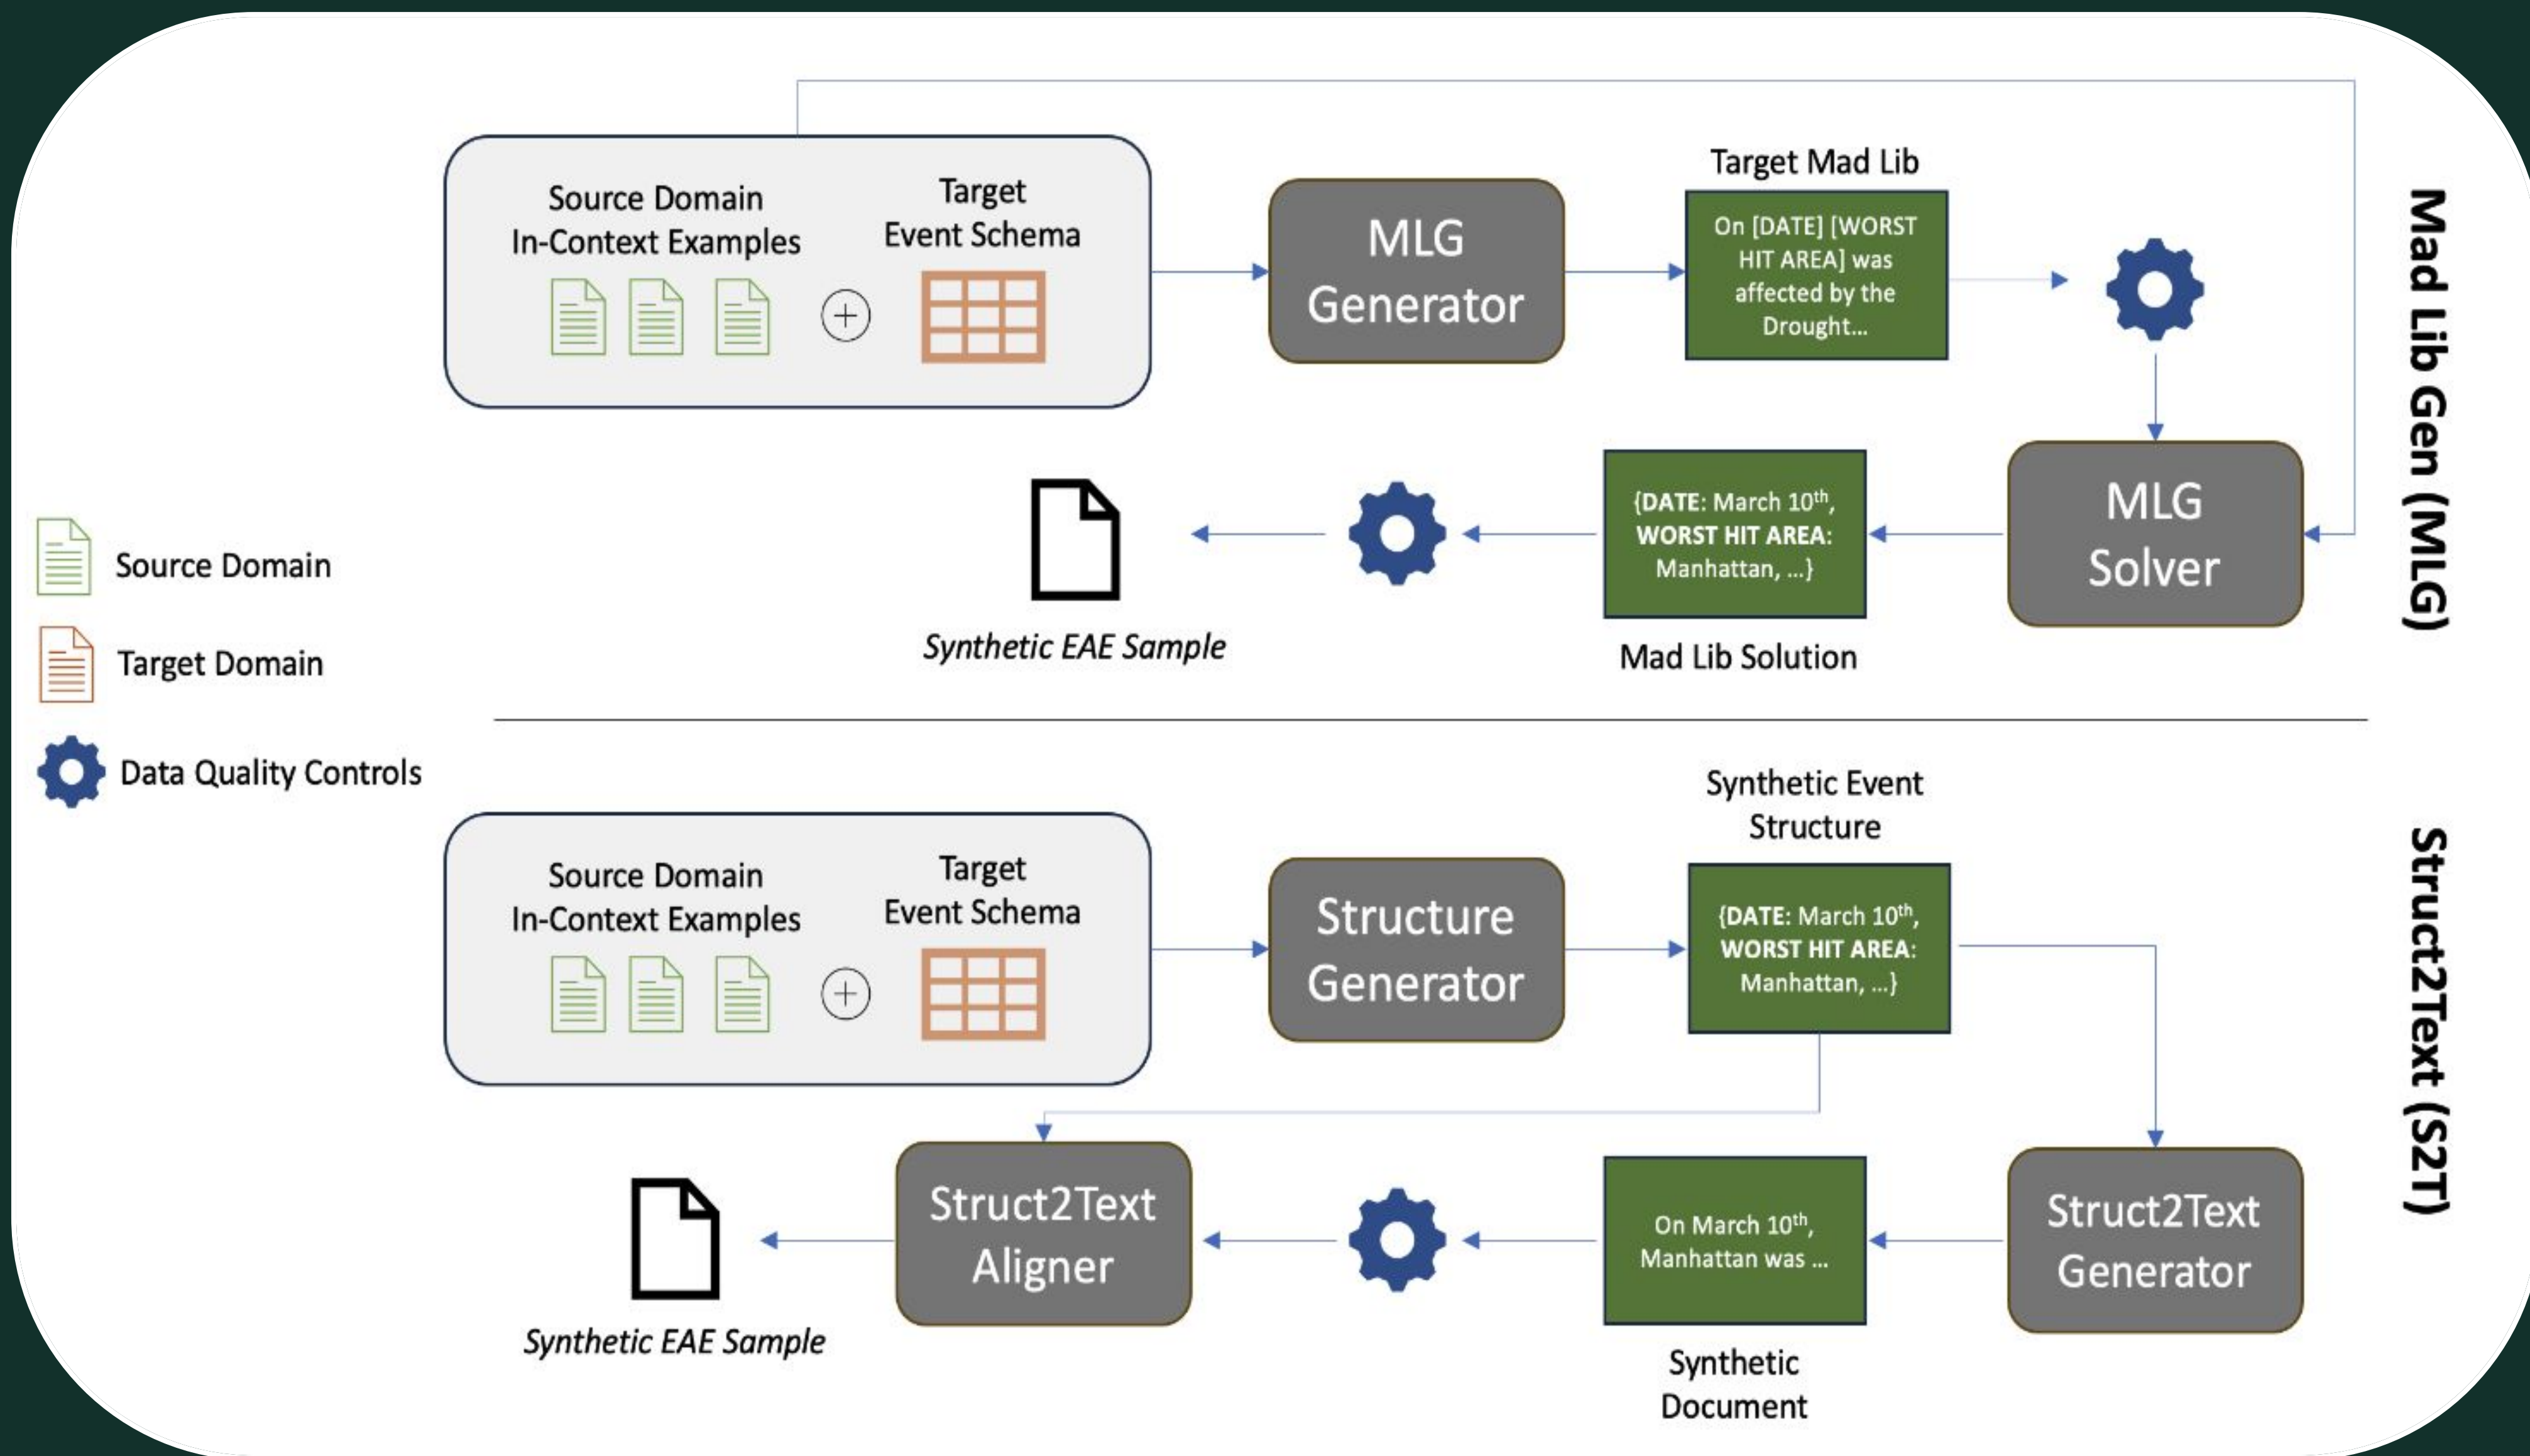 Source Domain
In-Context Examples
Target
Event Schema
MLG
Generator
Target Mad Lib
On [DATE] [WORST
HIT AREA] was
affected by the
Drought...
MLG
Solver
{DATE: March 10th,
WORST HIT AREA:
Manhattan, ...}
Mad Lib Solution
Synthetic EAE Sample
Mad Lib Gen (MLG)
Source Domain
Target Domain
Data Quality Controls
Source Domain
In-Context Examples
Target
Event Schema
Structure
Generator
Synthetic Event
Structure
{DATE: March 10th,
WORST HIT AREA:
Manhattan, ...}
Struct2Text
Generator
On March 10th,
Manhattan was ...
Synthetic
Document
Struct2Text
Aligner
Synthetic EAE Sample
Struct2Text (S2T)